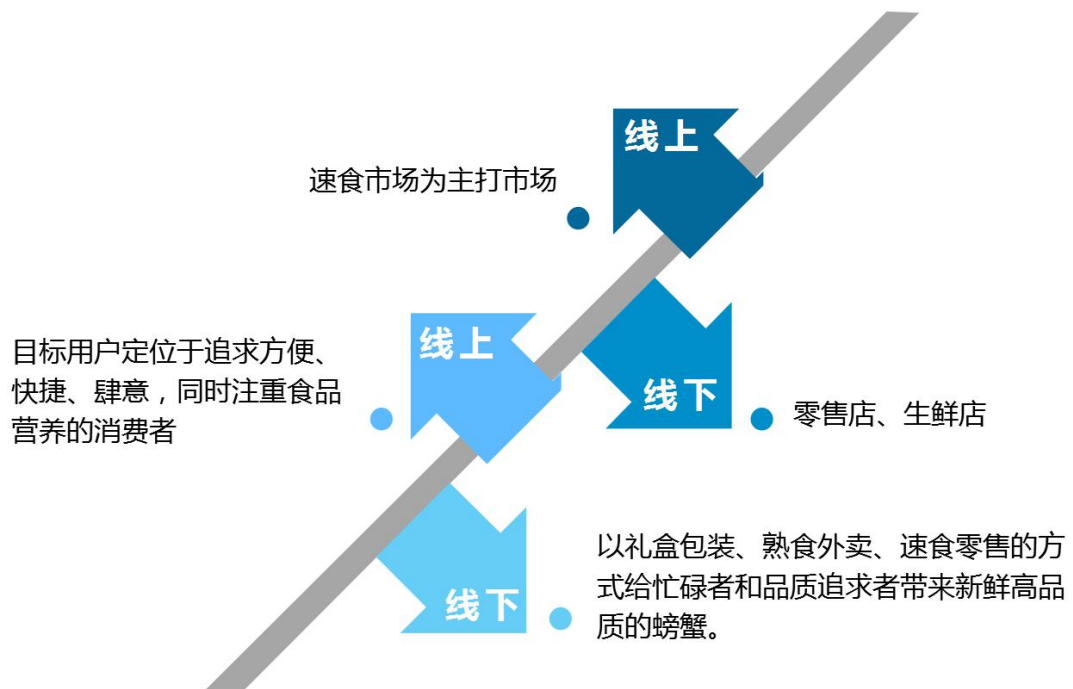 线上
速食市场为主打市场
线上
目标用户定位于追求方便、
快捷、肆意，同时注重食品
营养的消费者
线下
零售店、生鲜店
线下
以礼盒包装、熟食外卖、速食零售的方
式给忙碌者和品质追求者带来新鲜高品
质的螃蟹。